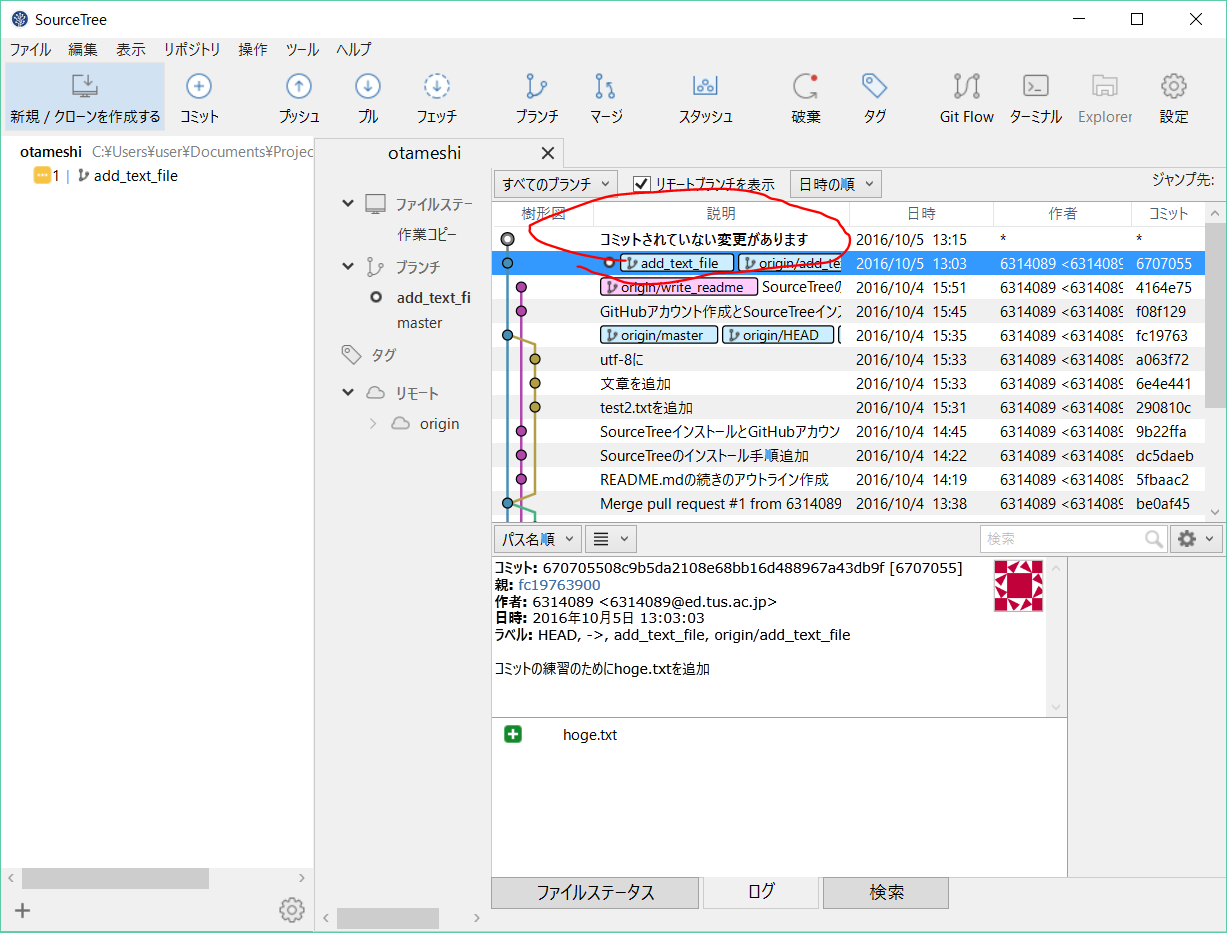 SourceTree
ファイル 編集 表示 リポジトリ 操作 ツール ヘルプ
新規 / クローンを作成する コミット プッシュ プル フェッチ ブランチ マージ スタッシュ 破棄 タグ Git Flow ターミナル Explorer 設定
otameshi C:¥Users¥user¥Documents¥Projec
1 | add_text_file
otameshi
ファイルステー
作業コピー
ブランチ
add_text_fi
master
タグ
リモート
origin
すべてのブランチ リモートブランチを表示 日時の順 ジャンプ先:
樹形図 説明 日時 作者 コミット
コミットされていない変更があります 2016/10/5 13:15 * *
add_text_file origin/add_te 2016/10/5 13:03 6314089 <6314089 6707055
origin/write_readme SourceTreeの 2016/10/4 15:51 6314089 <6314089 4164e75
GitHubアカウント作成とSourceTreeイン 2016/10/4 15:45 6314089 <6314089 f08f129
origin/master origin/HEAD 2016/10/4 15:35 6314089 <6314089 fc19763
utf-8に 2016/10/4 15:33 6314089 <6314089 a063f72
文章を追加 2016/10/4 15:33 6314089 <6314089 6e4e441
test2.txtを追加 2016/10/4 15:31 6314089 <6314089 290810c
SourceTreeインストールとGitHubアカウン 2016/10/4 14:45 6314089 <6314089 9b22ffa
SourceTreeのインストール手順追加 2016/10/4 14:22 6314089 <6314089 dc5daeb
README.mdの続きのアウトライン作成 2016/10/4 14:19 6314089 <6314089 5fbaac2
Merge pull request #1 from 6314089 2016/10/4 13:38 6314089 <6314089 be0af45
パス名順 検索
コミット: 670705508c9b5da2108e68bb16d488967a43db9f [6707055]
親: fc19763900
作者: 6314089 <6314089@ed.tus.ac.jp>
日時: 2016年10月5日 13:03:03
ラベル: HEAD, ->, add_text_file, origin/add_text_file
コミットの練習のためにhoge.txtを追加
hoge.txt
ファイルステータス ログ 検索